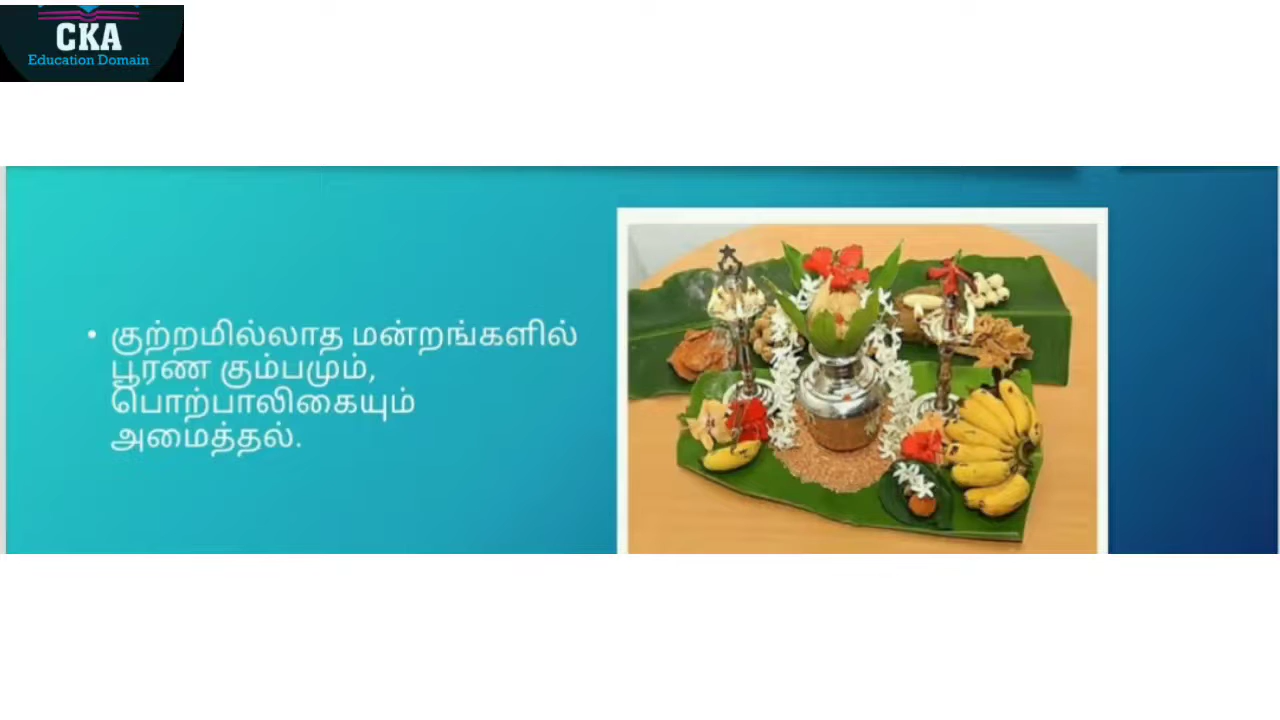 CKA
Education Domain
• குற்றமில்லாத மன்றங்களில்
பூரண கும்பமும்,
பொற்பாலிகையும்
அமைத்தல்.